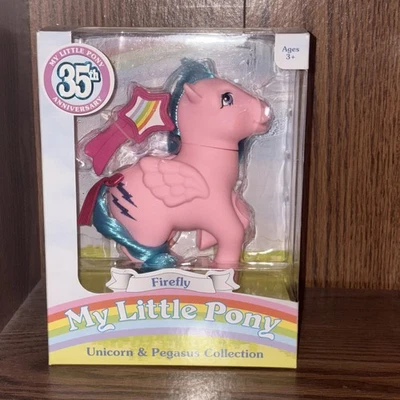 MY LITTLE PONY
35th
ANNIVERSARY
Ages
3+
Firefly
My Little Pony
Unicorn & Pegasus Collection